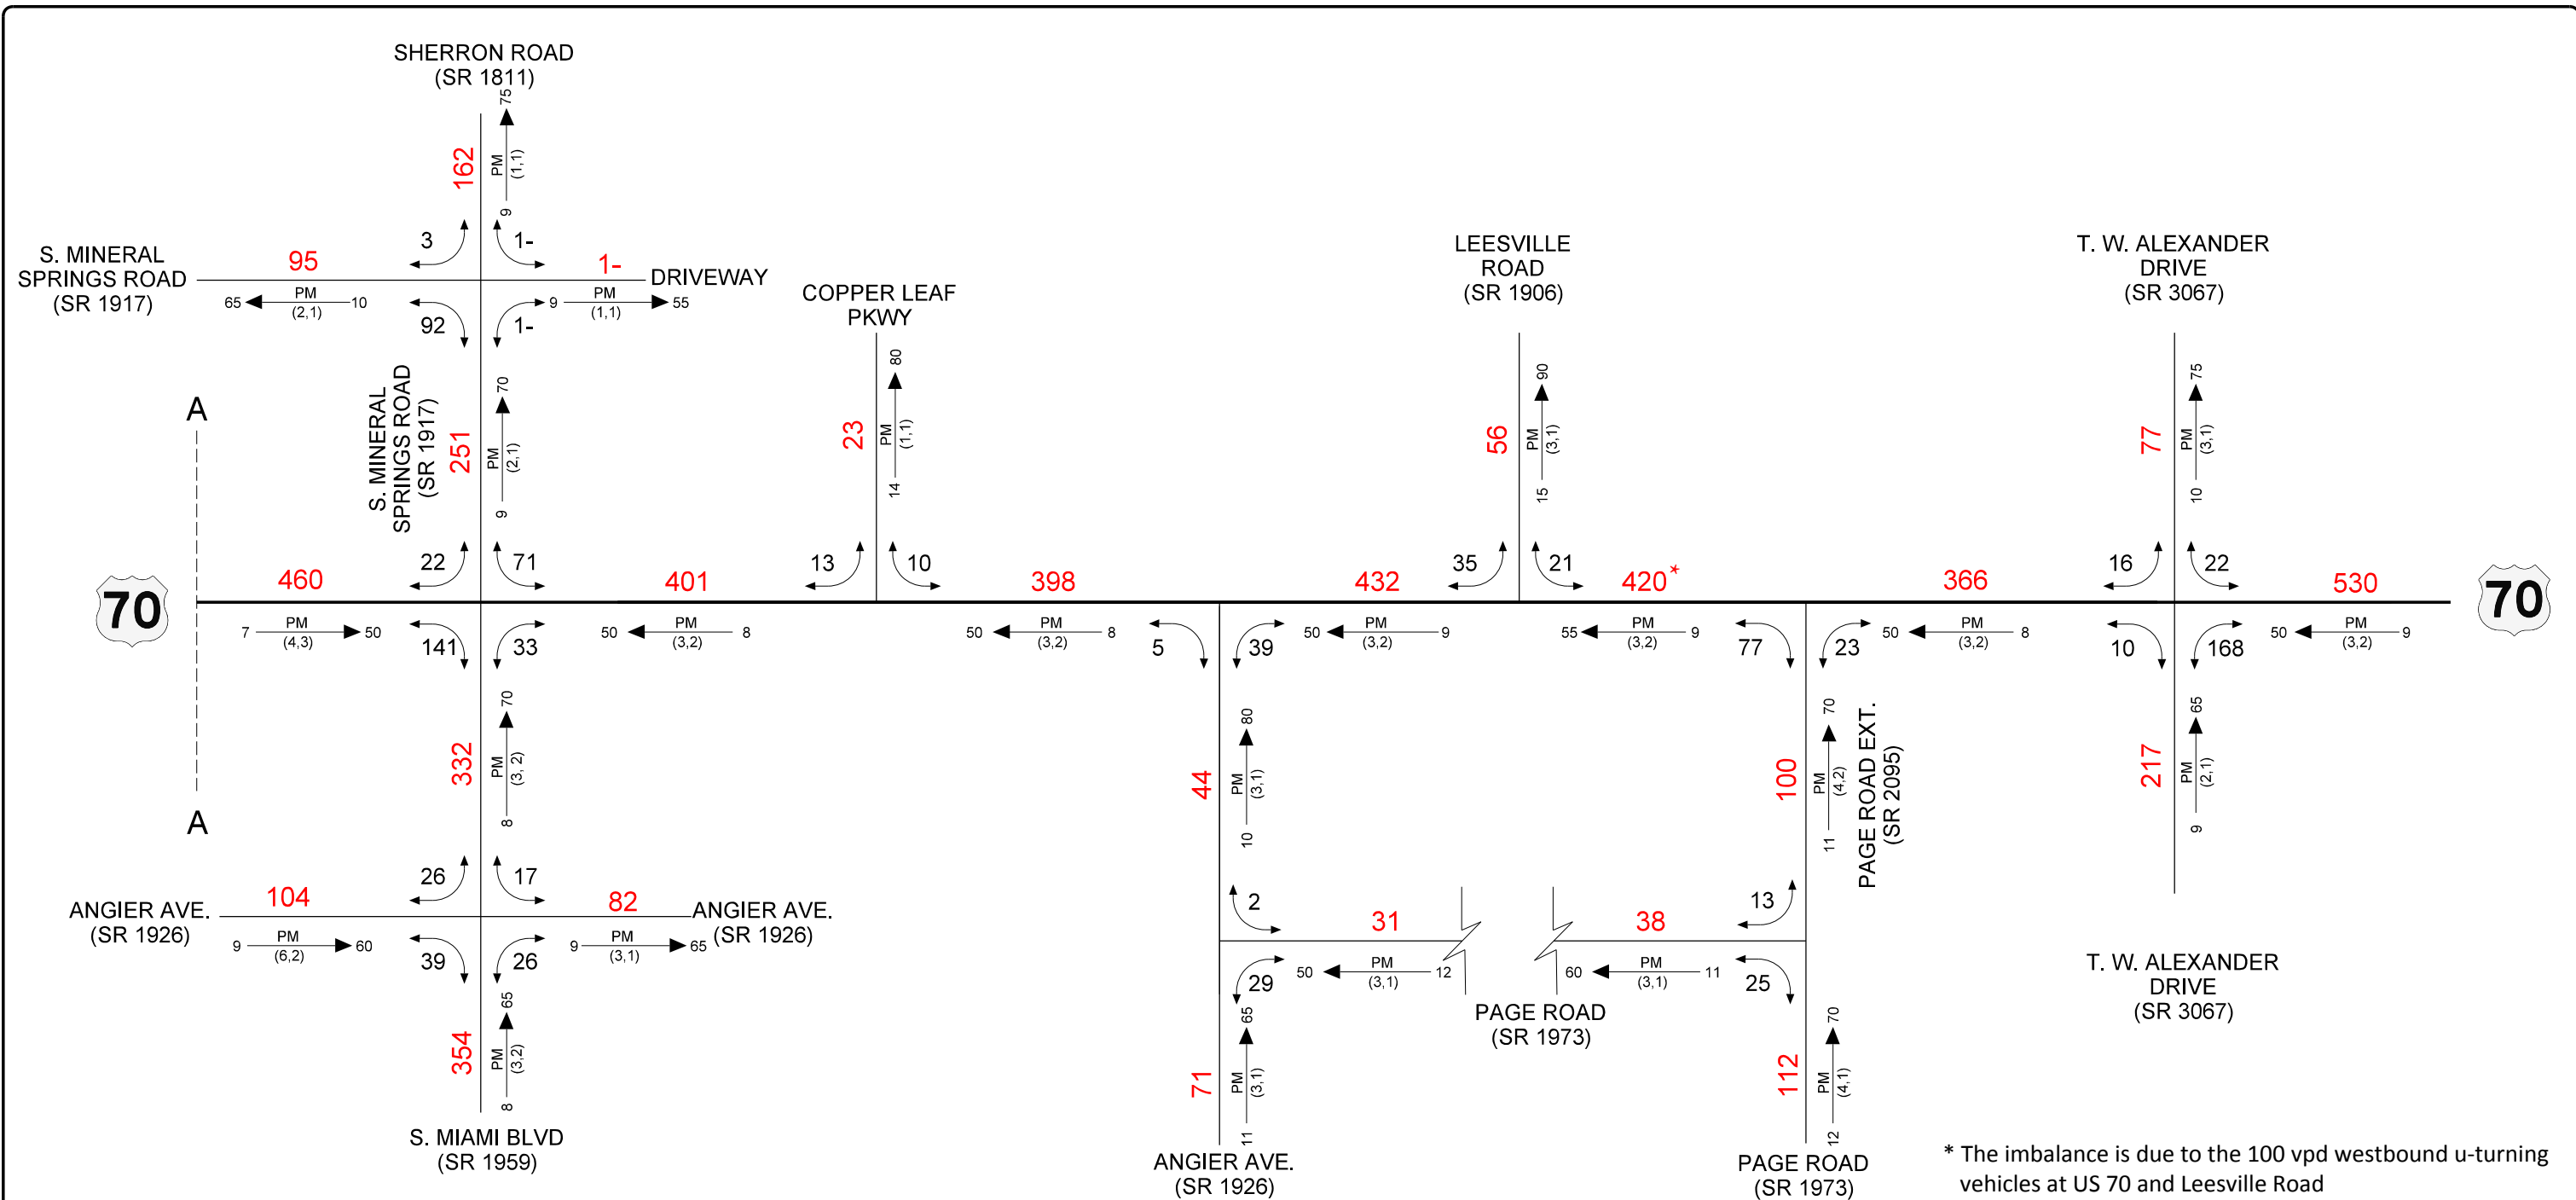 SHERRON ROAD
(SR 1811)
162
PM
(1,1)
9
75
S. MINERAL
SPRINGS ROAD
(SR 1917)
95
3
1-
1-
DRIVEWAY
65
PM
(2,1)
10
92
1-
9
PM
(1,1)
55
S. MINERAL
SPRINGS ROAD
(SR 1917)
251
PM
(2,1)
9
70
COPPER LEAF
PKWY
23
PM
(1,1)
14
80
LEESVILLE
ROAD
(SR 1906)
56
PM
(3,1)
15
90
T. W. ALEXANDER
DRIVE
(SR 3067)
77
PM
(3,1)
10
75
A
A
70
460
22
71
401
13
10
398
432
35
21
420*
366
16
22
530
70
7
PM
(4,3)
50
141
33
50
PM
(3,2)
8
50
PM
(3,2)
8
5
39
50
PM
(3,2)
9
55
PM
(3,2)
9
77
23
50
PM
(3,2)
8
10
168
50
PM
(3,2)
9
332
PM
(3, 2)
8
70
44
PM
(3,1)
10
80
100
PM
(4,2)
11
70
PAGE ROAD EXT.
(SR 2095)
217
PM
(2,1)
9
65
ANGIER AVE.
(SR 1926)
104
26
17
82
ANGIER AVE.
(SR 1926)
9
PM
(6,2)
60
39
26
9
PM
(3,1)
65
2
31
38
13
29
50
PM
(3,1)
12
60
PM
(3,1)
11
25
PAGE ROAD
(SR 1973)
T. W. ALEXANDER
DRIVE
(SR 3067)
354
PM
(3,2)
8
65
S. MIAMI BLVD
(SR 1959)
71
PM
(3,1)
11
65
ANGIER AVE.
(SR 1926)
112
PM
(4,1)
12
70
PAGE ROAD
(SR 1973)
* The imbalance is due to the 100 vpd westbound u-turning
vehicles at US 70 and Leesville Road